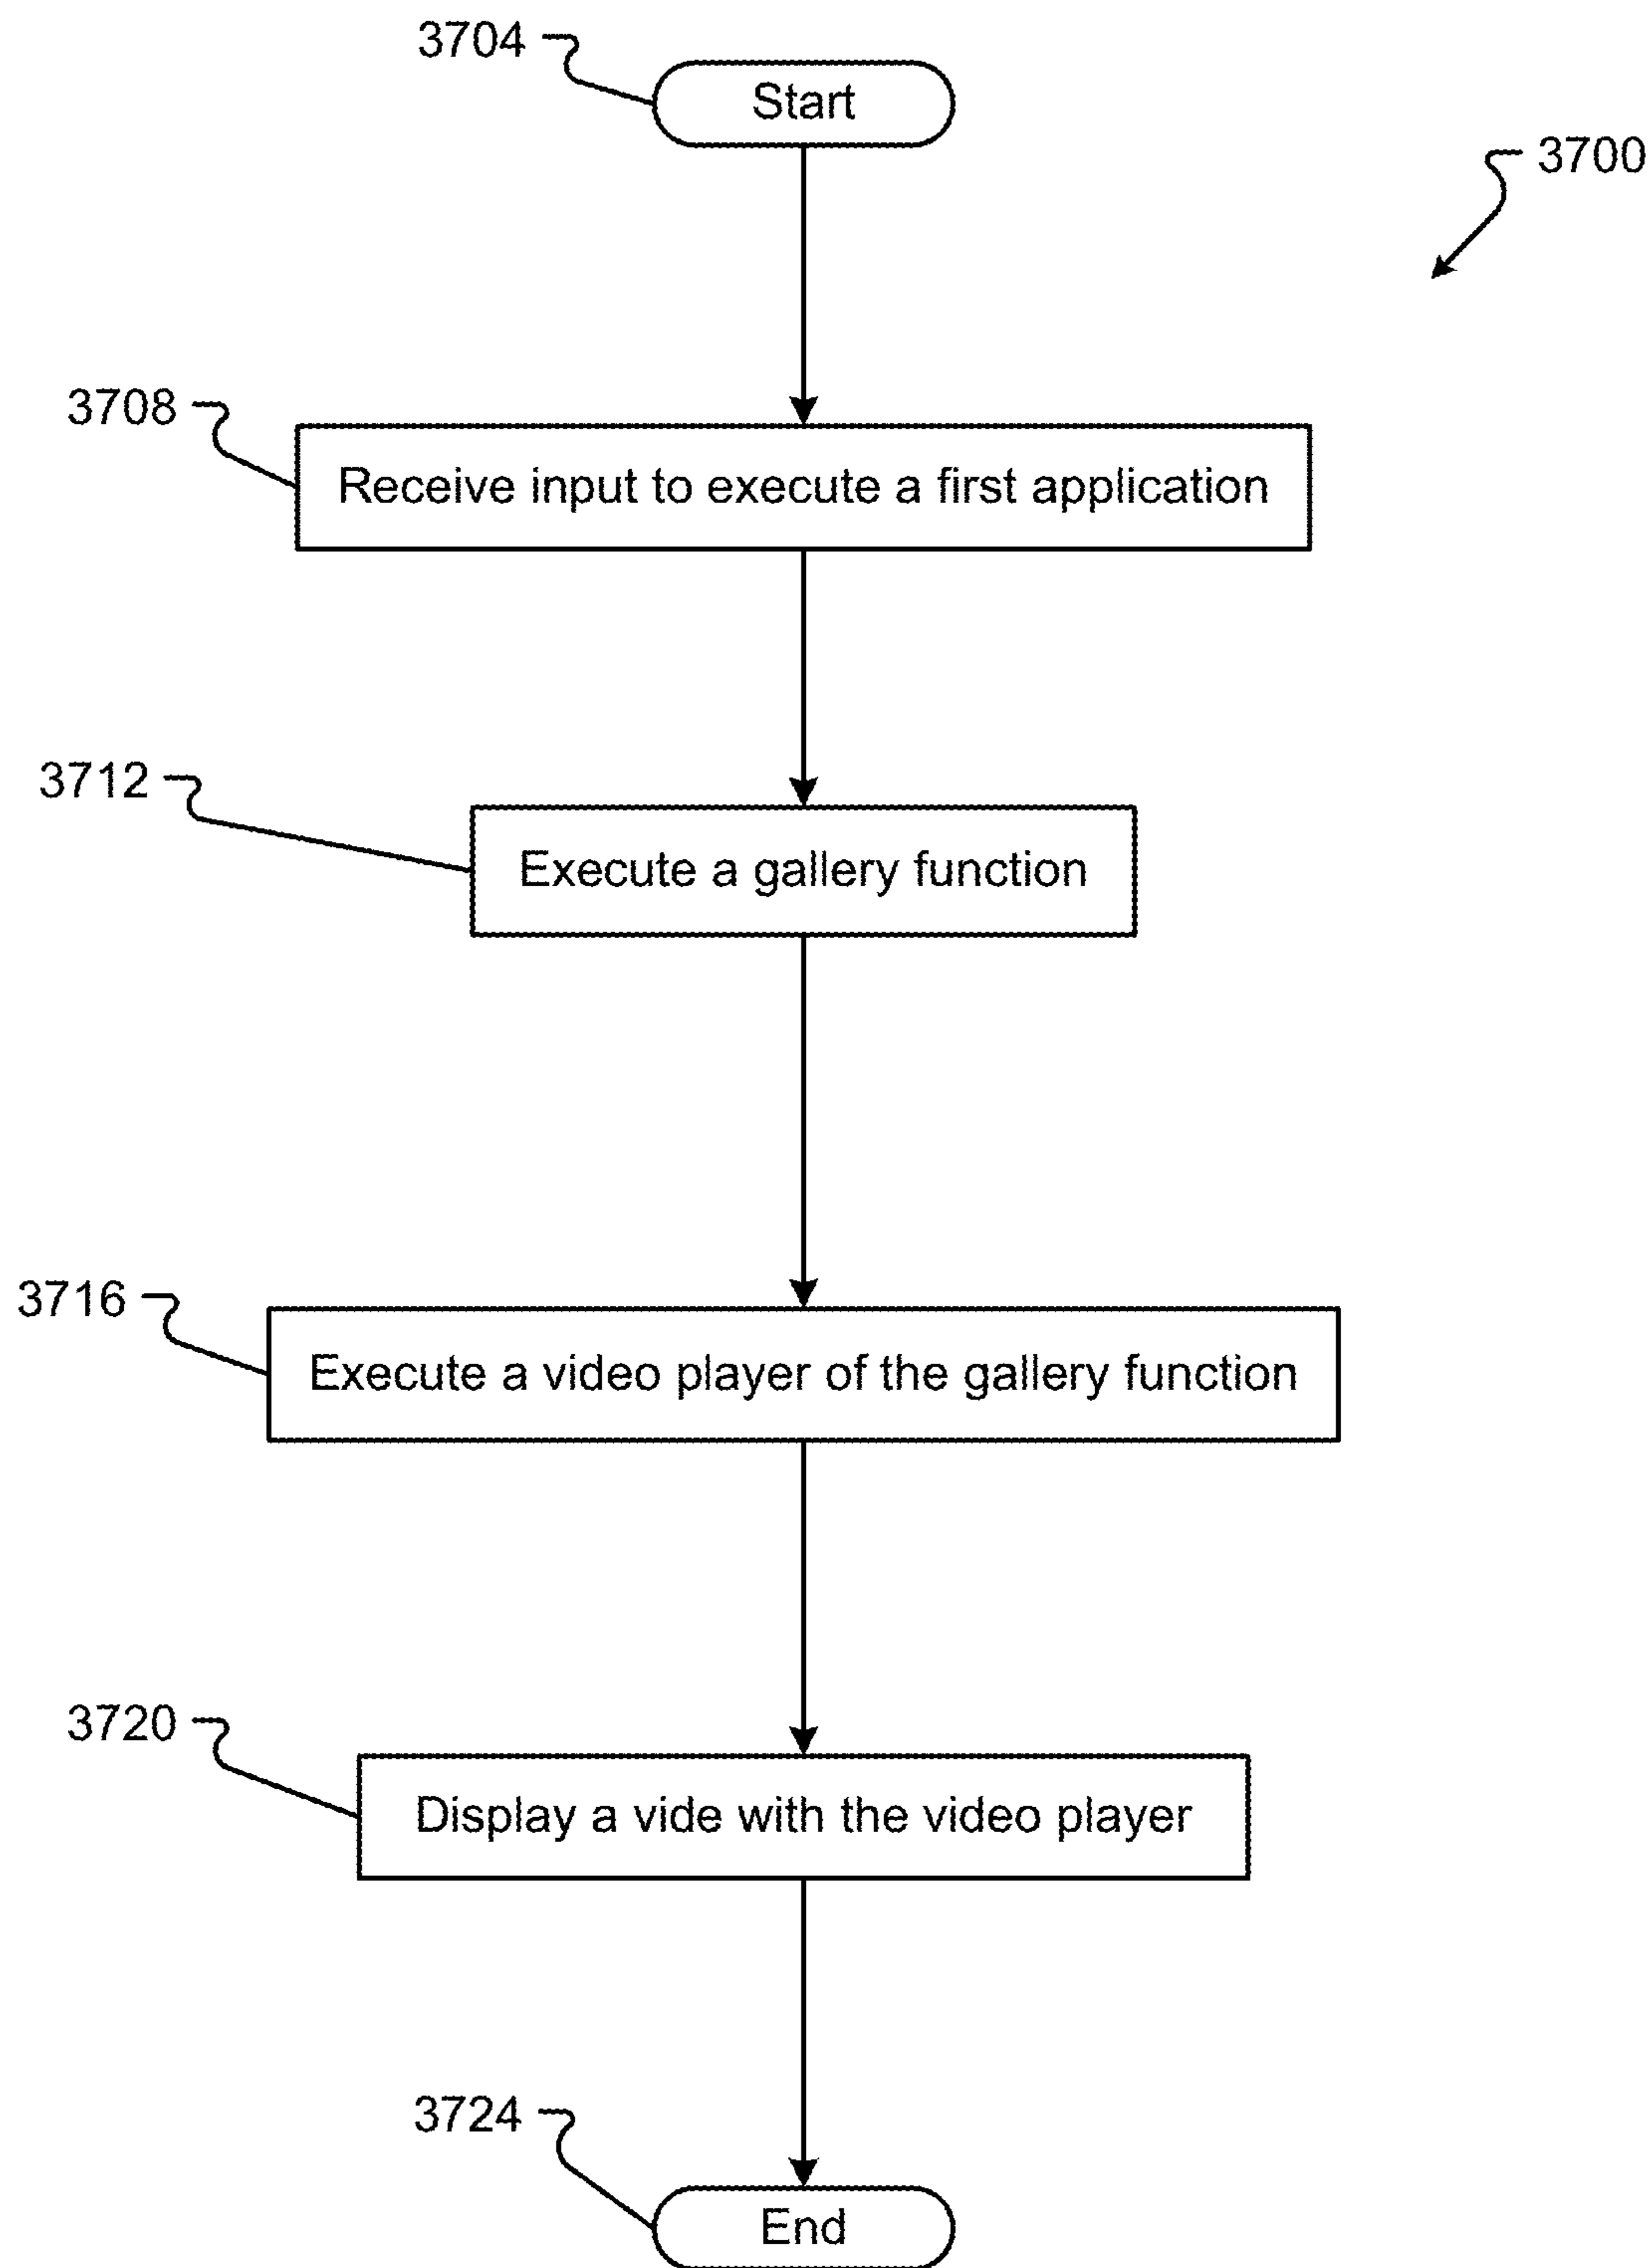 3704
Start
3700
3708
Receive input to execute a first application
3712
Execute a gallery function
3716
Execute a video player of the gallery function
3720
Display a vide with the video player
3724
End